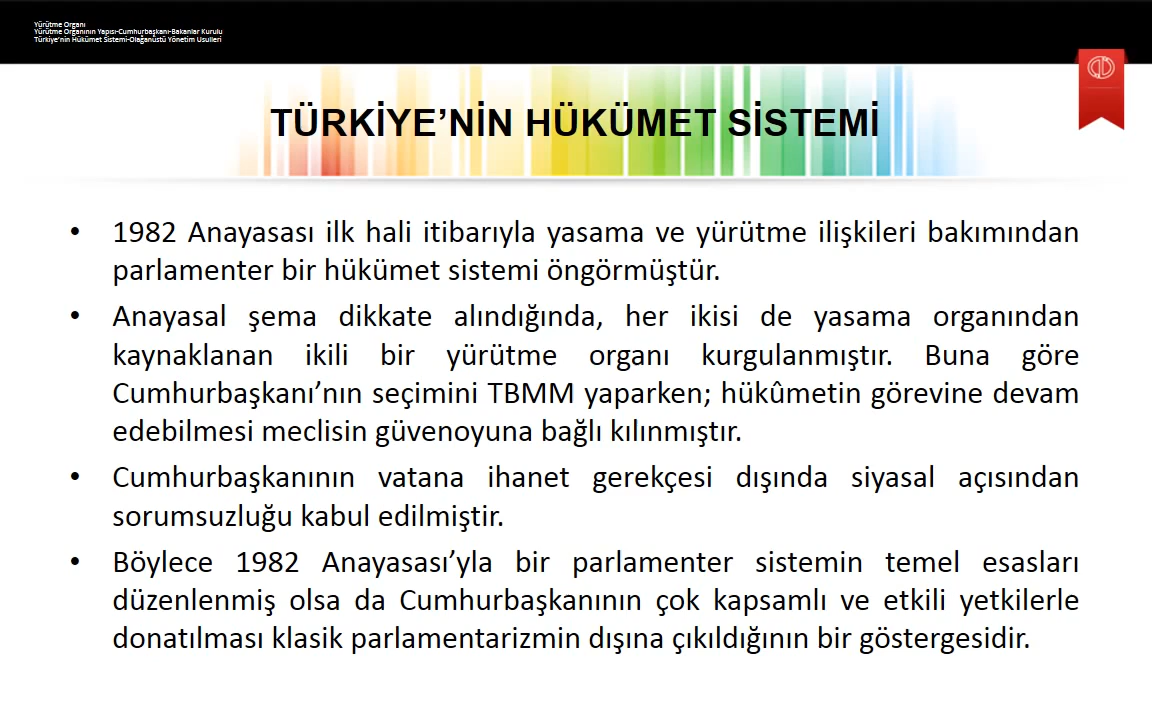 Yürütme Organı
Yürütme Organının Yapısı-Cumhurbaşkanı-Bakanlar Kurulu
Türkiye'nin Hükümet Sistemi-Olağanüstü Yönetim Usulleri
TÜRKİYE’NİN HÜKÜMET SİSTEMİ
• 1982 Anayasası ilk hali itibarıyla yasama ve yürütme ilişkileri bakımından
parlamenter bir hükümet sistemi öngörmüştür.
• Anayasal şema dikkate alındığında, her ikisi de yasama organından
kaynaklanan ikili bir yürütme organı kurgulanmıştır. Buna göre
Cumhurbaşkanı’nın seçimini TBMM yaparken; hükûmetin görevine devam
edebilmesi meclisin güvenoyuna bağlı kılınmıştır.
• Cumhurbaşkanının vatana ihanet gerekçesi dışında siyasal açısından
sorumsuzluğu kabul edilmiştir.
• Böylece 1982 Anayasası’yla bir parlamenter sistemin temel esasları
düzenlenmiş olsa da Cumhurbaşkanının çok kapsamlı ve etkili yetkilerle
donatılması klasik parlamentarizmin dışına çıkıldığının bir göstergesidir.